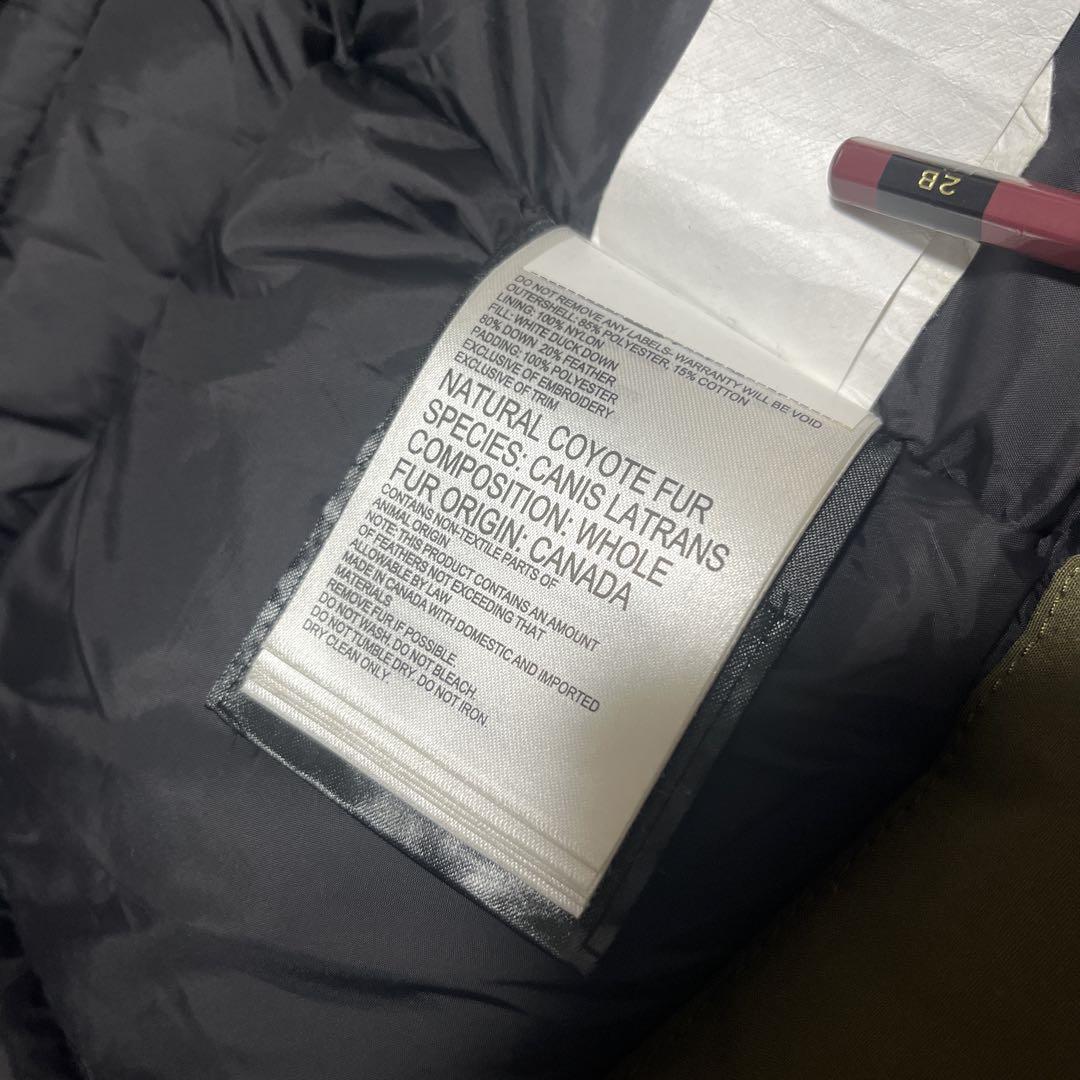 2B
DO NOT REMOVE ANY LABELS- WARRANTY WILL BE VOID
OUTERSHELL: 85% POLYESTER, 15% COTTON
LINING: 100% NYLON
FILL: WHITE DUCK DOWN
80% DOWN 20% FEATHER
PADDING: 100% POLYESTER
EXCLUSIVE OF EMBROIDERY
EXCLUSIVE OF TRIM
NATURAL COYOTE FUR
SPECIES: CANIS LATRANS
COMPOSITION: WHOLE
FUR ORIGIN: CANADA
CONTAINS NON-TEXTILE PARTS OF
ANIMAL ORIGIN.
NOTE: THIS PRODUCT CONTAINS AN AMOUNT
OF FEATHERS NOT EXCEEDING THAT
ALLOWABLE BY LAW.
MADE IN CANADA WITH DOMESTIC AND IMPORTED
MATERIALS.
REMOVE FUR IF POSSIBLE.
DO NOT WASH. DO NOT BLEACH.
DO NOT TUMBLE DRY. DO NOT IRON.
DRY CLEAN ONLY.